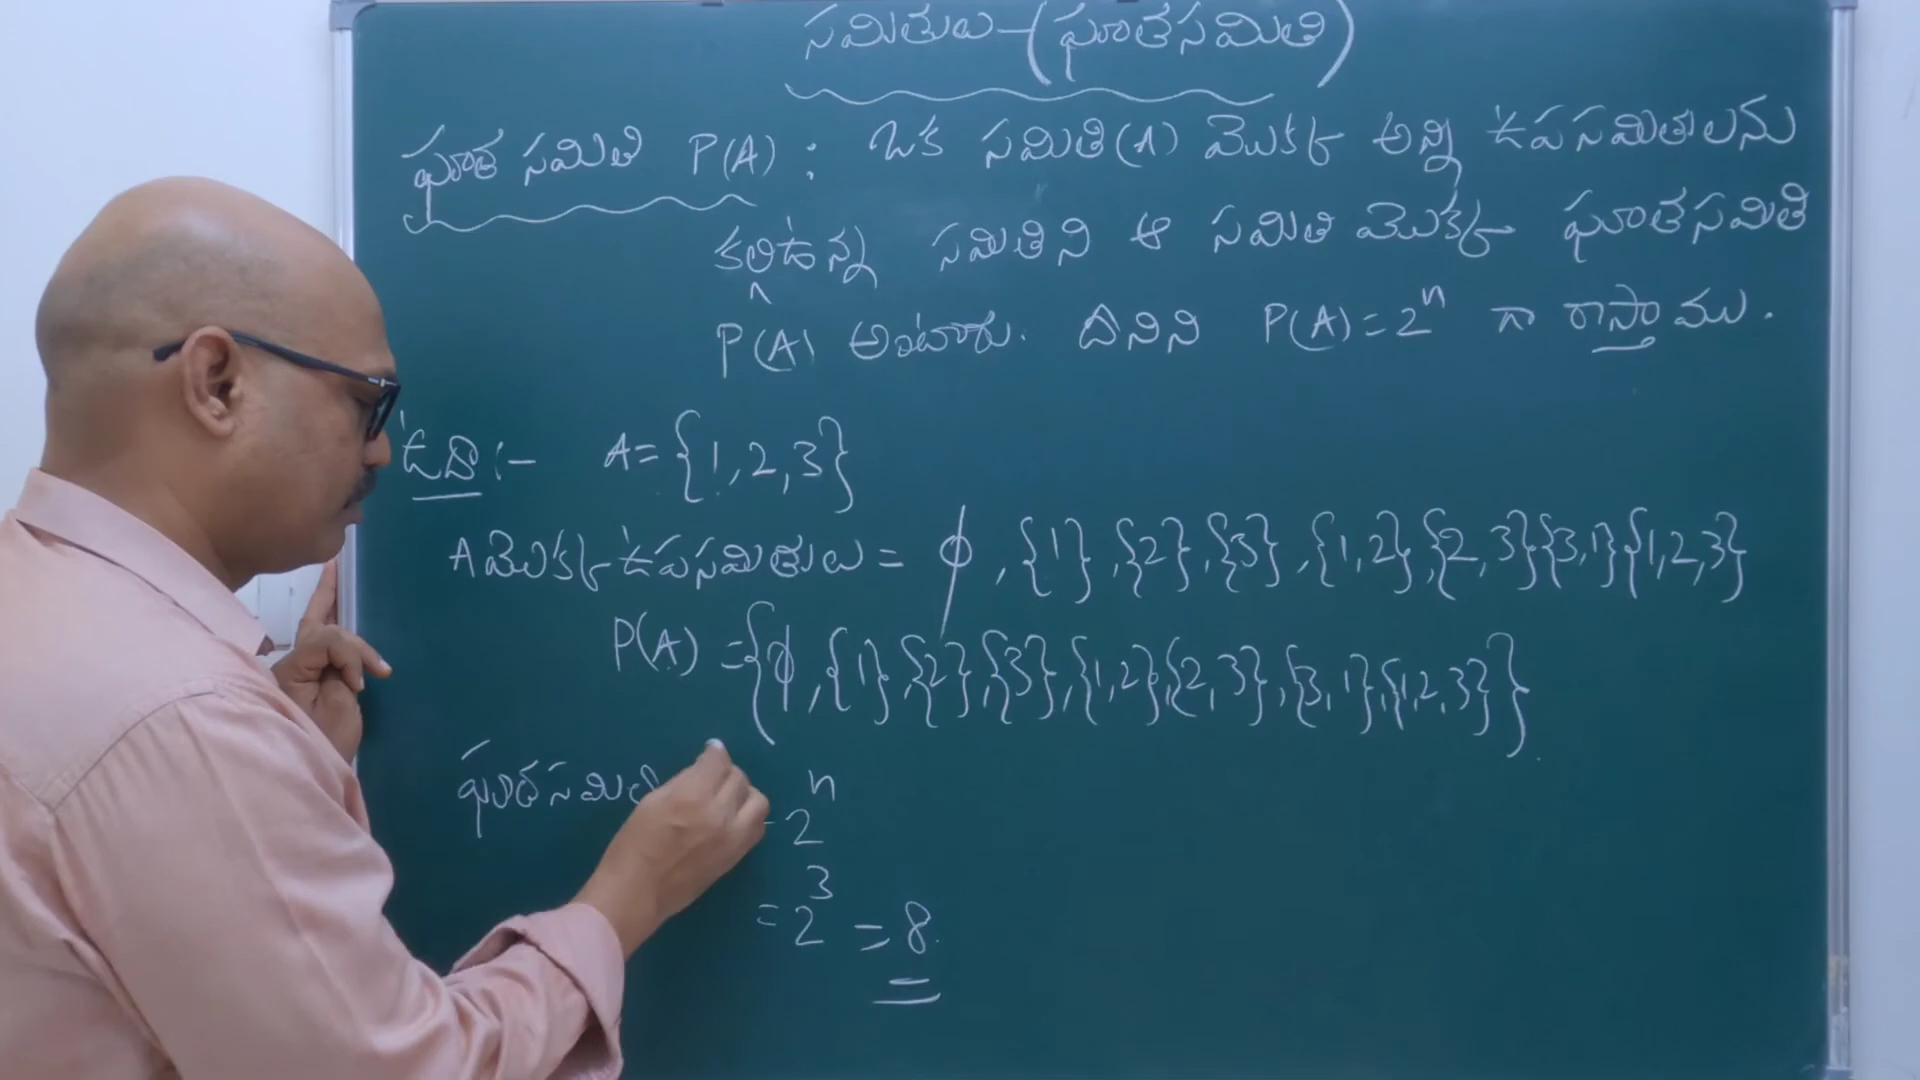 సమితులు - (ఘాతసమితి)
ఘాత సమితి P(A) : ఒక సమితి (A) మొక్క అన్ని ఉపసమితులను
కలిఉన్న సమితిని ఆ సమితి మొక్క ఘాతసమితి
P(A) అంటారు. దినిని P(A) = 2ⁿ గా రాస్తాము.
ఉదా :- A = {1, 2, 3}
A మొక్క ఉపసమితులు = ϕ, {1}, {2}, {3}, {1, 2}, {2, 3} {3, 1} {1, 2, 3}
P(A) = {ϕ, {1}, {2}, {3}, {1, 2}, {2, 3}, {3, 1}, {1, 2, 3}}.
ఘాతసమితి 2ⁿ
= 2³ = 8.